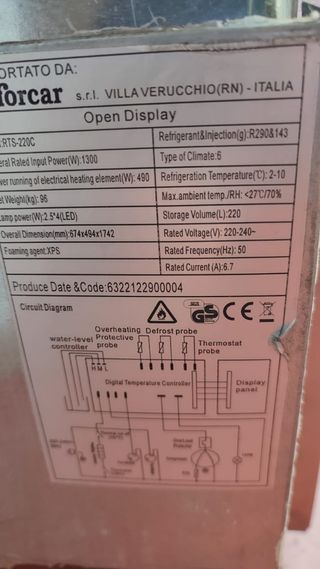 ORTATO DA:
forcar s.r.l. VILLA VERUCCHIO(RN) - ITALIA
Open Display
:RTS-220C
Refrigerant&Injection(g):R290&143
eral Rated Input Power(W):1300
Type of Climate:6
wer running of electrical heating element(W): 490
Refrigeration Temperature(℃): 2-10
et Weight(kg): 96
Max.ambient temp./RH: <27℃/70%
amp power(W): 2.5*4(LED)
Storage Volume(L): 220
Overall Dimension(mm):674x494x1742
Rated Voltage(V): 220-240~
Foaming agent:XPS
Rated Frequency(Hz): 50
Rated Current (A): 6.7
Produce Date &Code:6322122900004
Circuit Diagram
GS CE
Overheating Protective probe
Defrost probe
water-level controller
Thermostat probe
H M L
Digital Temperature Controller
Display panel